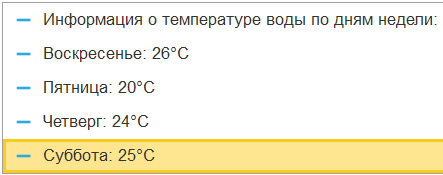 Информация о температуре воды по дням недели:
Воскресенье: 26°C
Пятница: 20°C
Четверг: 24°C
Суббота: 25°C